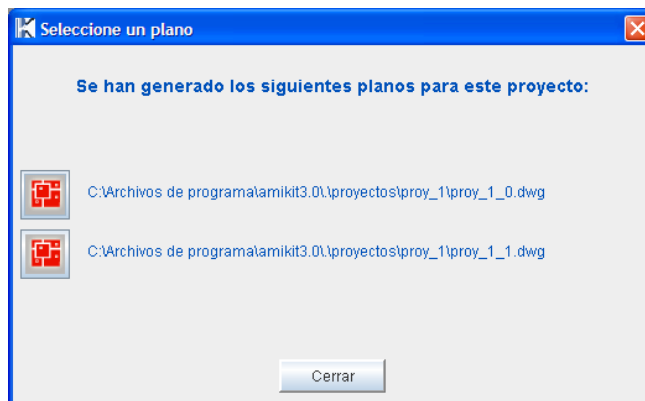 Seleccione un plano
Se han generado los siguientes planos para este proyecto:
C:\Archivos de programa\amikit3.0\.\proyectos\proy_1\proy_1_0.dwg
C:\Archivos de programa\amikit3.0\.\proyectos\proy_1\proy_1_1.dwg
Cerrar